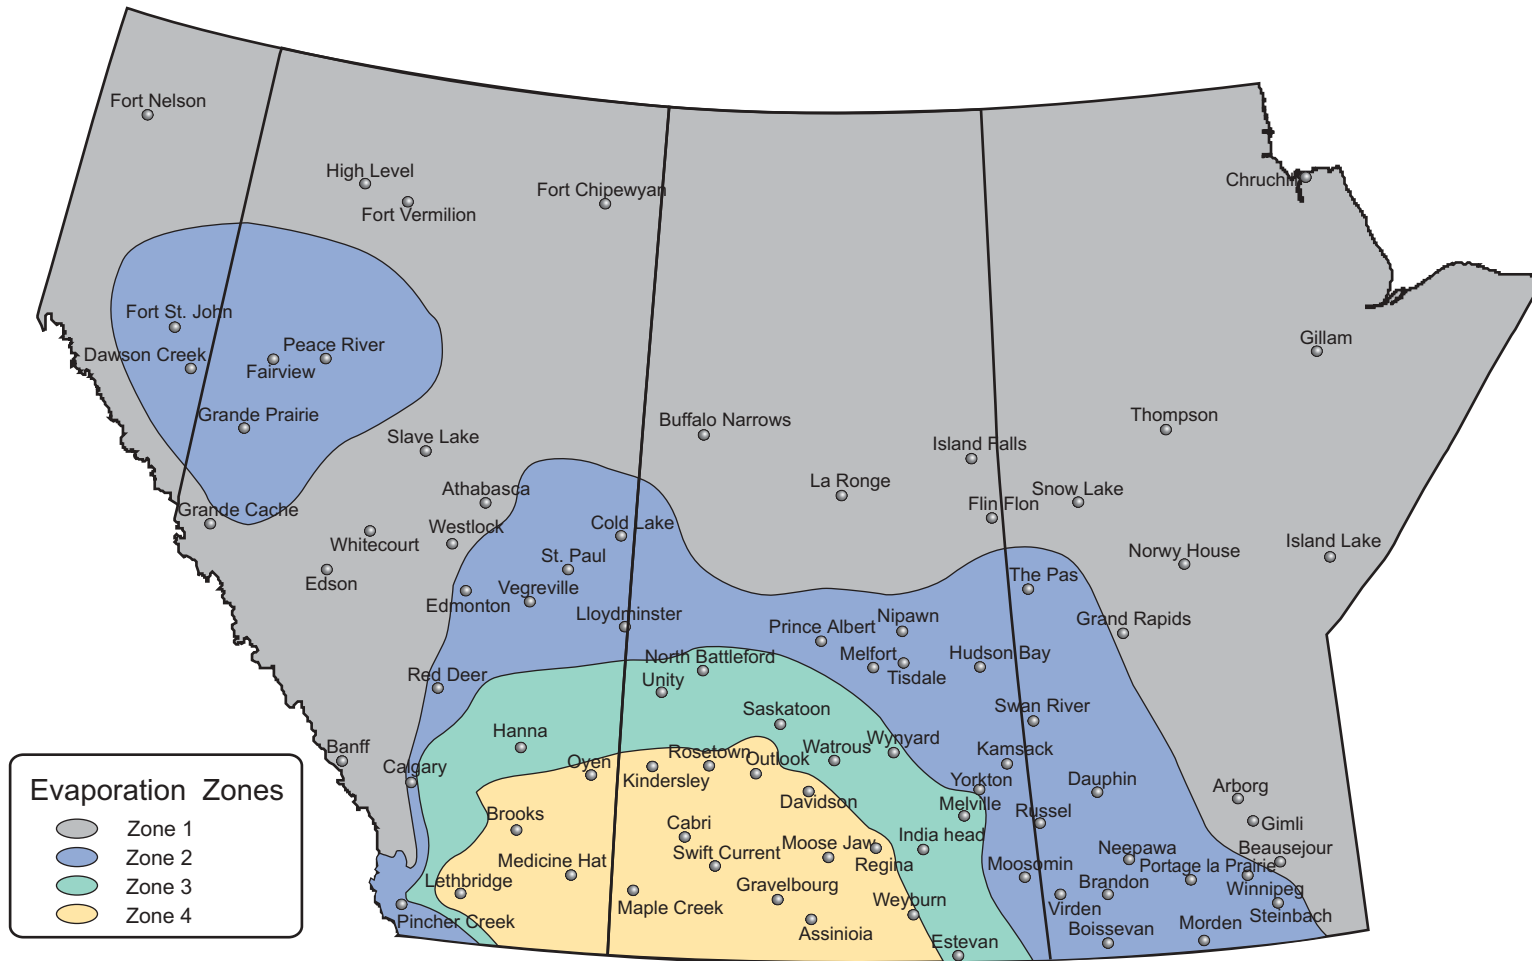 Fort Nelson
High Level
Fort Vermilion
Fort Chipewyan
Chruchill
Fort St. John
Dawson Creek
Peace River
Fairview
Grande Prairie
Gillam
Slave Lake
Buffalo Narrows
Thompson
Island Falls
Athabasca
La Ronge
Snow Lake
Grande Cache
Flin Flon
Westlock
Cold Lake
Whitecourt
Norwy House
Island Lake
Edson
St. Paul
The Pas
Edmonton
Vegreville
Lloydminster
Prince Albert
Nipawn
Grand Rapids
Melfort
Tisdale
Hudson Bay
North Battleford
Unity
Red Deer
Saskatoon
Swan River
Hanna
Banff
Calgary
Oyen
Kindersley
Rosetown
Outlook
Watrous
Wynyard
Kamsack
Yorkton
Dauphin
Davidson
Melville
Russel
Arborg
Gimli
Brooks
Cabri
Moose Jaw
India head
Regina
Neepawa
Beausejour
Medicine Hat
Swift Current
Moosomin
Portage la Prairie
Winnipeg
Lethbridge
Maple Creek
Gravelbourg
Weyburn
Brandon
Virden
Steinbach
Pincher Creek
Assinioia
Estevan
Boissevan
Morden
Evaporation Zones
Zone 1
Zone 2
Zone 3
Zone 4